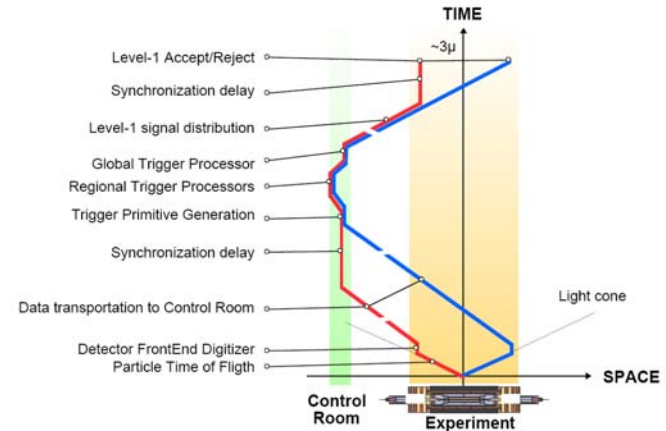 TIME
~3μ
Level-1 Accept/Reject
Synchronization delay
Level-1 signal distribution
Global Trigger Processor
Regional Trigger Processors
Trigger Primitive Generation
Synchronization delay
Data transportation to Control Room
Light cone
Detector FrontEnd Digitizer
Particle Time of Fligth
SPACE
Control
Room
Experiment